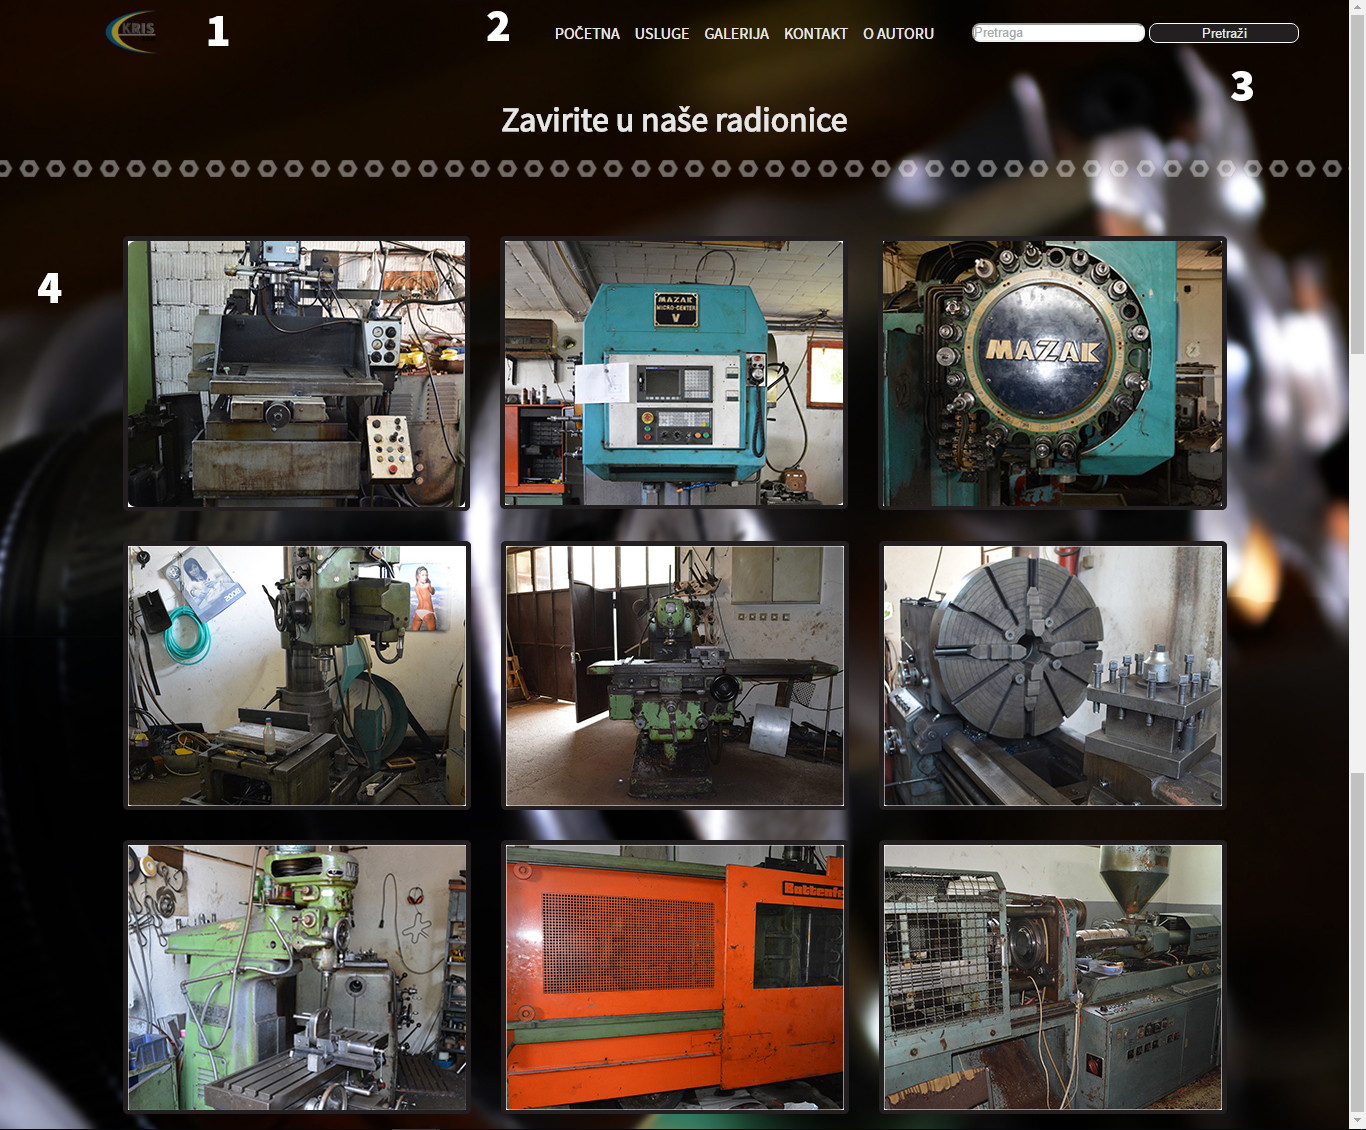 KRIS
1
2
POČETNA USLUGE GALERIJA KONTAKT O AUTORU
Pretraga
Pretraži
3
Zavirite u naše radionice
4
MAZAK
MICRO-CENTER
V
MAZAK
2008
Battenfe